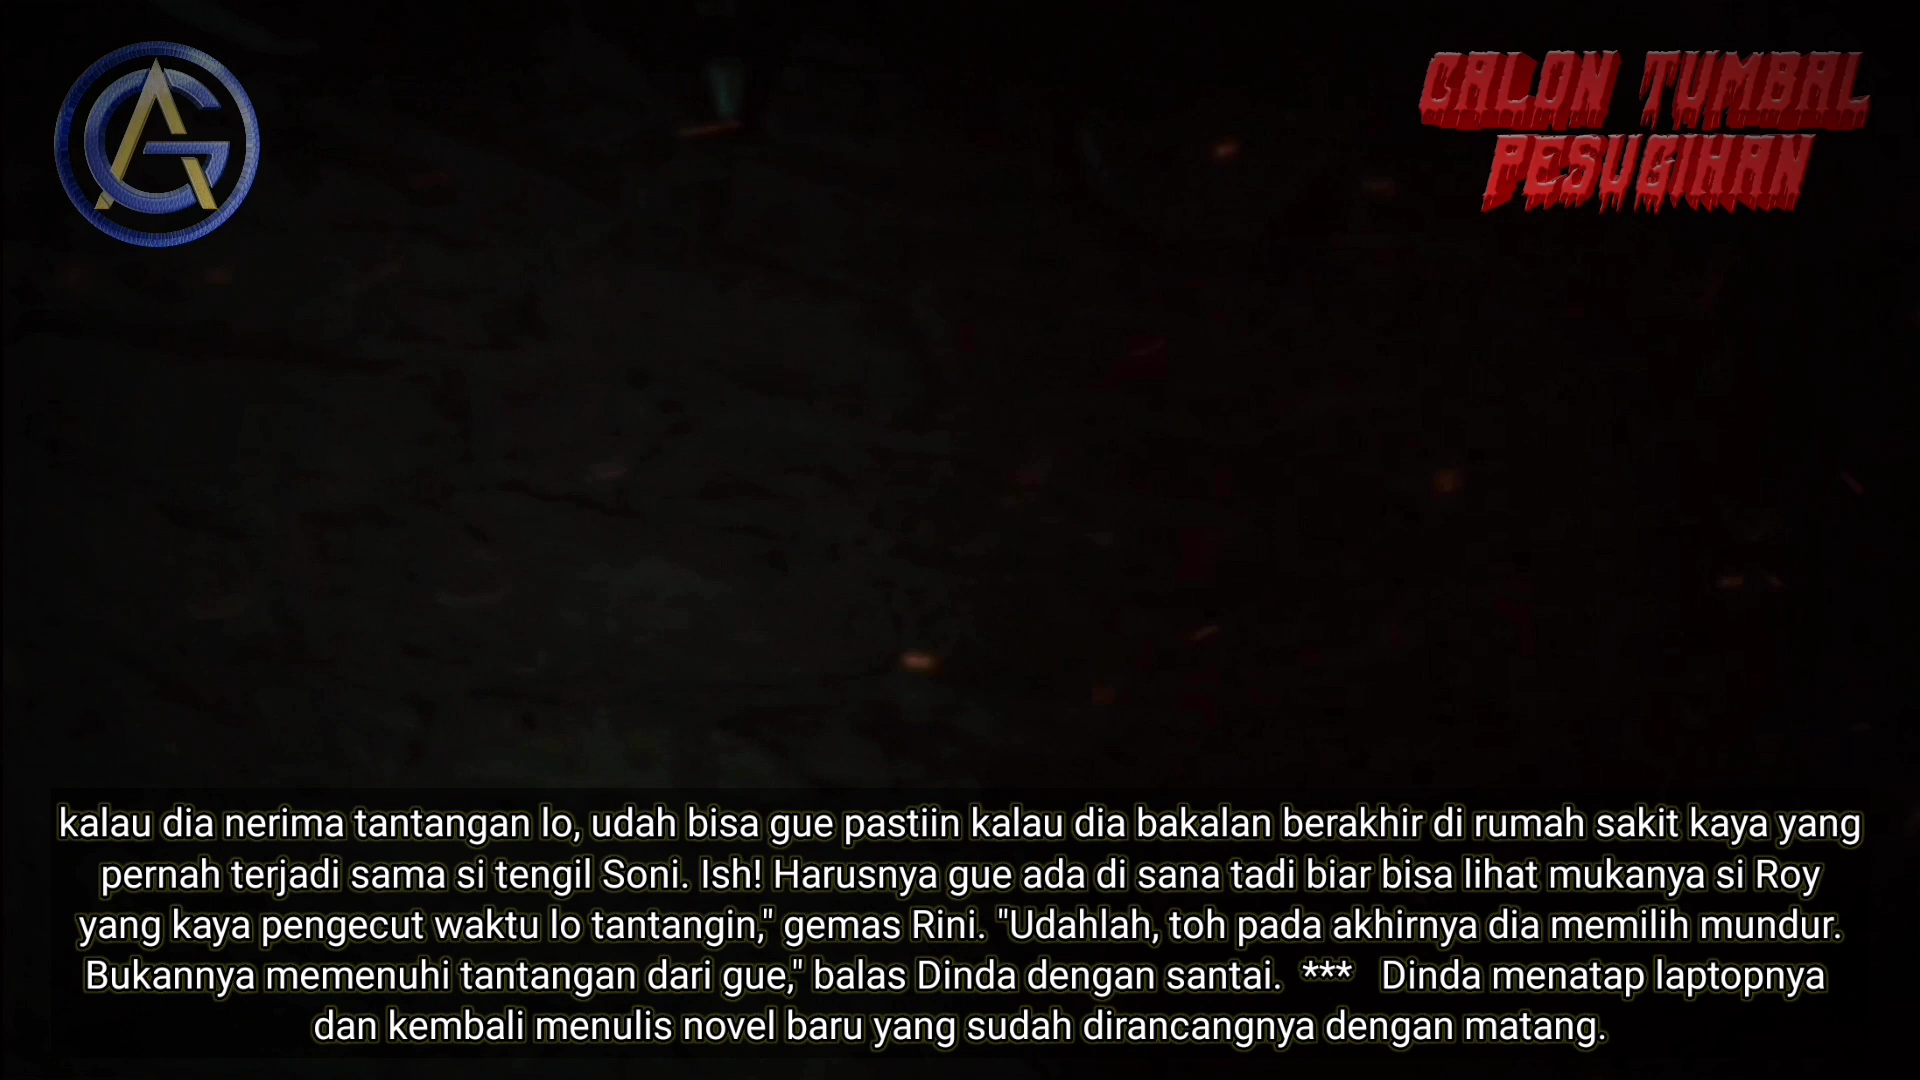 CALON TUMBAL
PESUGIHAN
kalau dia nerima tantangan lo, udah bisa gue pastiin kalau dia bakalan berakhir di rumah sakit kaya yang
pernah terjadi sama si tengil Soni. Ish! Harusnya gue ada di sana tadi biar bisa lihat mukanya si Roy
yang kaya pengecut waktu lo tantangin," gemas Rini. "Udahlah, toh pada akhirnya dia memilih mundur.
Bukannya memenuhi tantangan dari gue," balas Dinda dengan santai. *** Dinda menatap laptopnya
dan kembali menulis novel baru yang sudah dirancangnya dengan matang.